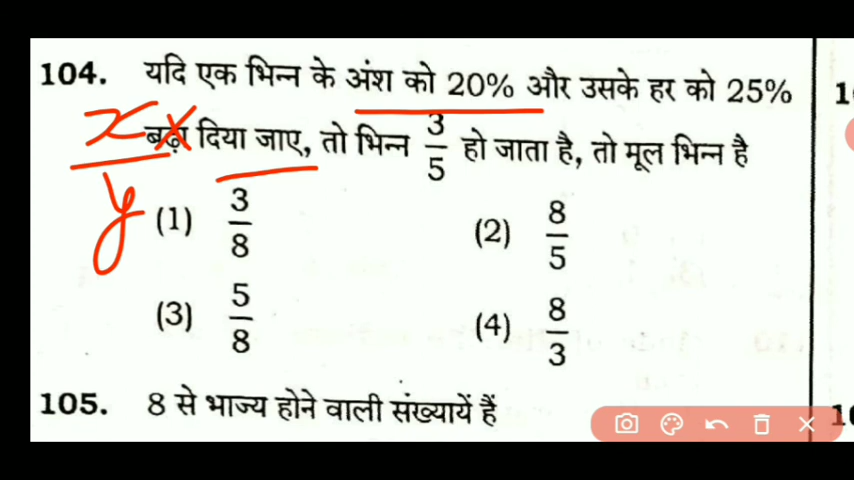 104. यदि एक भिन्न के अंश को 20% और उसके हर को 25%
बढ़ा दिया जाए, तो भिन्न 3/5 हो जाता है, तो मूल भिन्न है
x
y
(1) 3/8 (2) 8/5
(3) 5/8 (4) 8/3
105. 8 से भाज्य होने वाली संख्यायें हैं